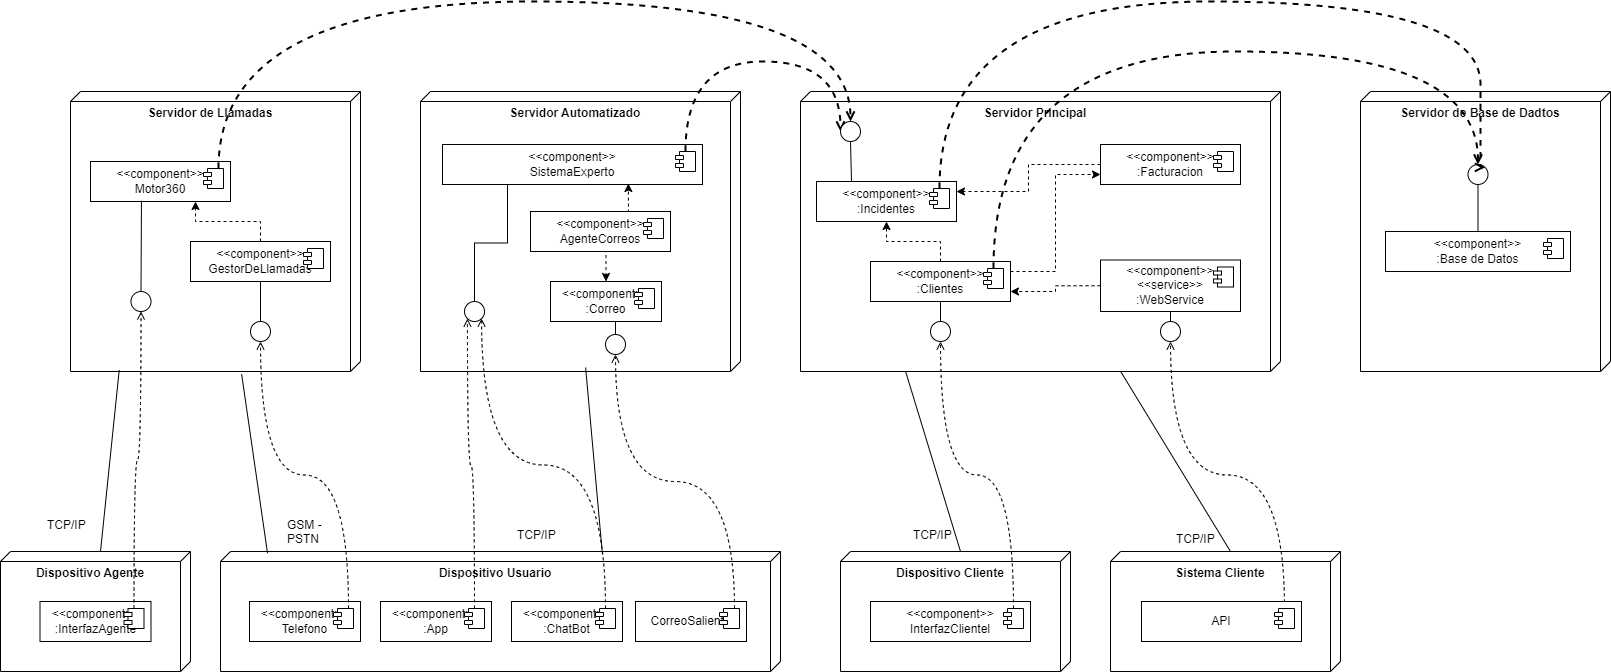 Servidor de Llamadas
Servidor Automatizado
Servidor Principal
Servidor de Base de Dadtos
<<component>>
Motor360
<<component>>
GestorDeLlamadas
<<component>>
SistemaExperto
<<component>>
AgenteCorreos
<<component
:Correo
<<component>>
:Incidentes
<<component>>
:Facturacion
<<component>>
:Clientes
<<component>>
<<service>>
:WebService
<<component>>
:Base de Datos
TCP/IP
GSM -
PSTN
TCP/IP
TCP/IP
TCP/IP
Dispositivo Agente
<<component
:InterfazAgente
Dispositivo Usuario
<<component
Telefono
<<component
:App
<<component
:ChatBot
CorreoSalien
Dispositivo Cliente
<<component>>
InterfazClienteI
Sistema Cliente
API